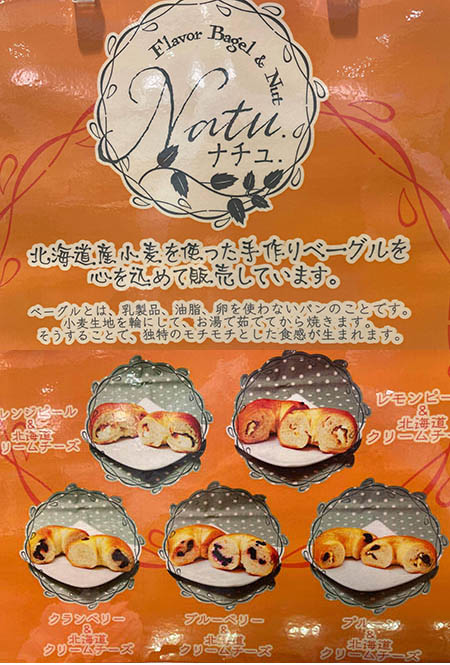 Flavor Bagel & Nut
Natu.
ナチュ.
北海道産小麦を使った手作りベーグルを
心を込めて販売しています。
ベーグルとは、乳製品、油脂、卵を使わないパンのことです。
小麦生地を輪にして、お湯で茹でてから焼きます。
そうすることで、独特のモチモチとした食感が生まれます。
レンジピール
&
北海道
リームチーズ
レモンピー
&
北海道
クリームチー
クランベリー
&
北海道
クリームチーズ
ブルーベリー
&
北海道
クリームチーズ
&
北海道
クリームチーズ